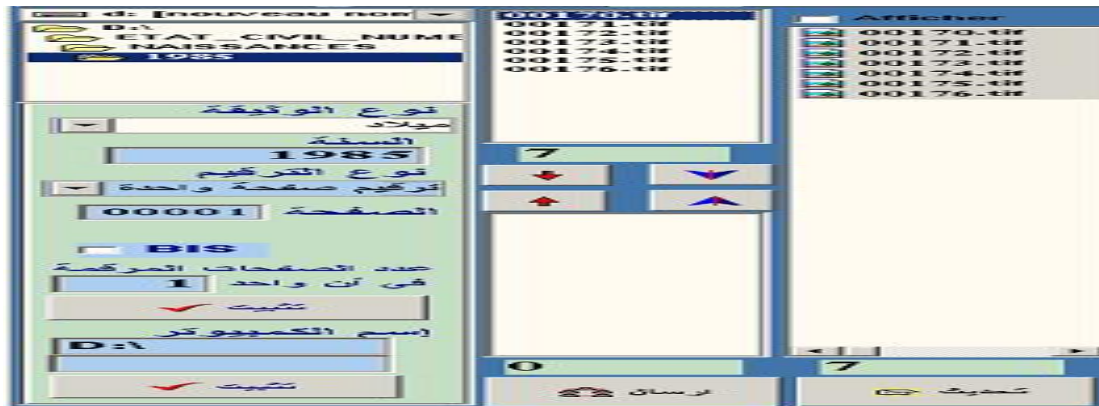 d: [nouveau nom
D:\
ETAT_CIVIL_NUME
NAISSANCES
1985
نوع الوثيقة
ميلاد
السنة
1985
نوع الترقيم
ترقيم صفحة واحدة
الصفحة 00001
BIS
عدد الصفحات المرقمة
في آن واحد 1
تثبيت
إسم الكمبيوتر
D:\
تثبيت
00170.tif
00171.tif
00172.tif
00173.tif
00174.tif
00175.tif
00176.tif
7
0
ارسال
Afficher
00170.tif
00171.tif
00172.tif
00173.tif
00174.tif
00175.tif
00176.tif
7
تحديث